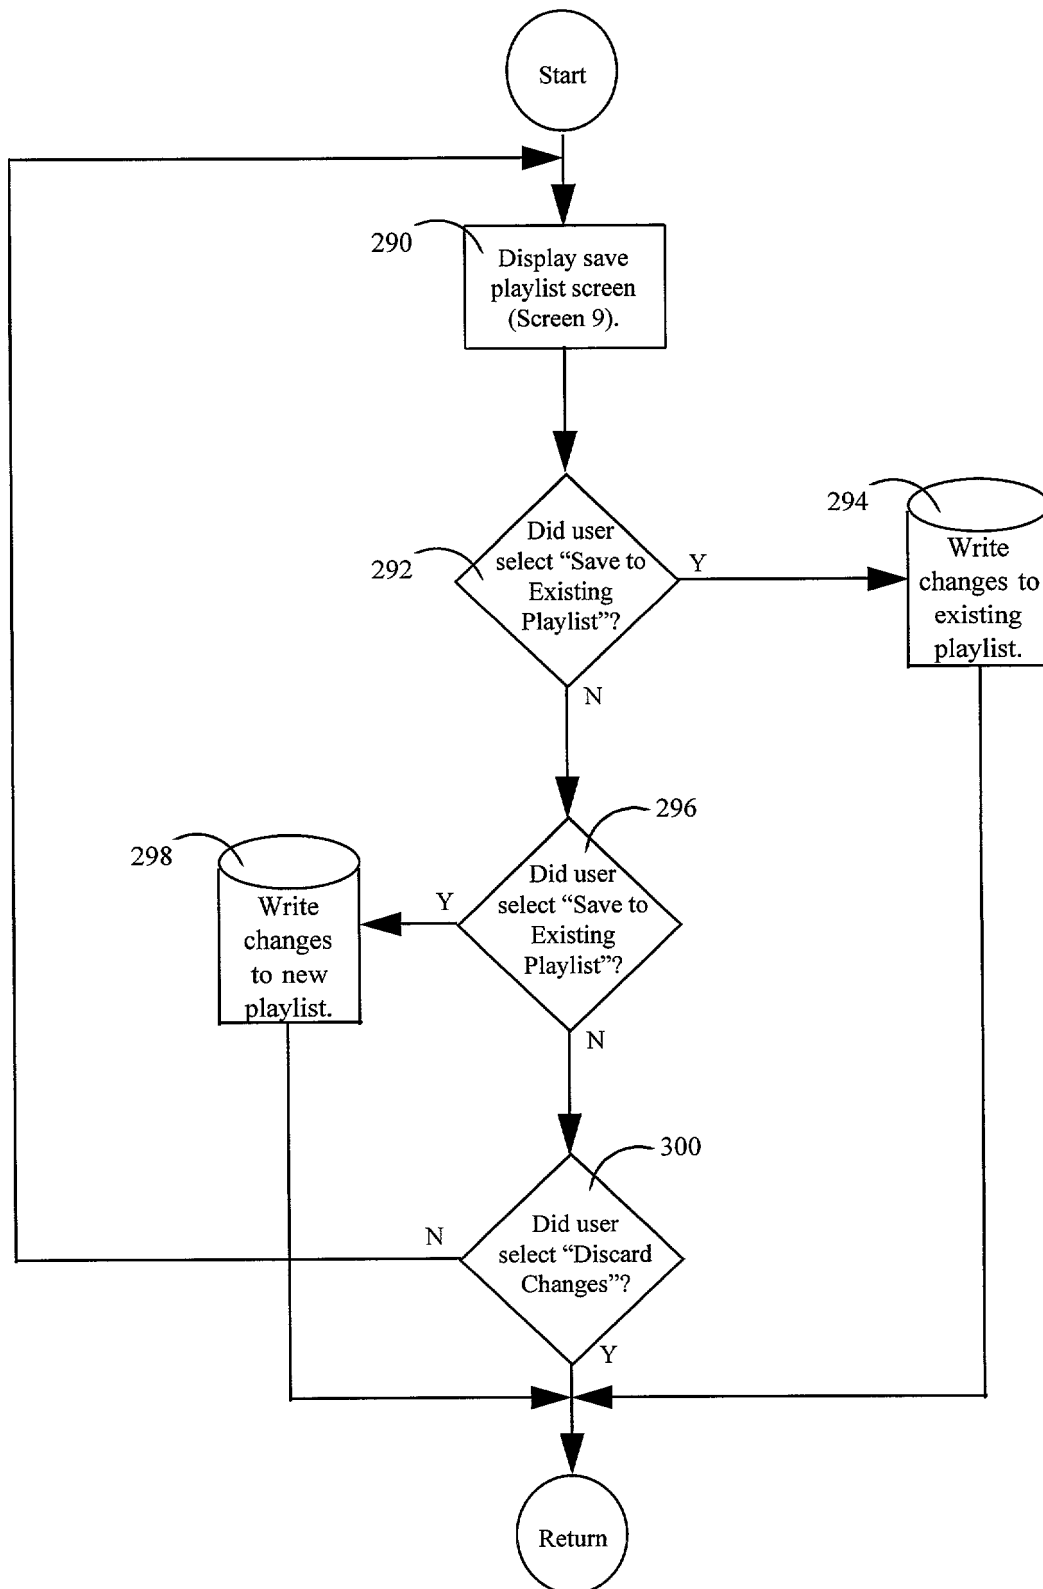 Start
290
Display save
playlist screen
(Screen 9).
294
Did user
select “Save to
Existing
Playlist”?
292
Y
Write
changes to
existing
playlist.
N
296
298
Did user
select “Save to
Existing
Playlist”?
Y
Write
changes
to new
playlist.
N
300
Did user
select “Discard
Changes”?
N
Y
Return